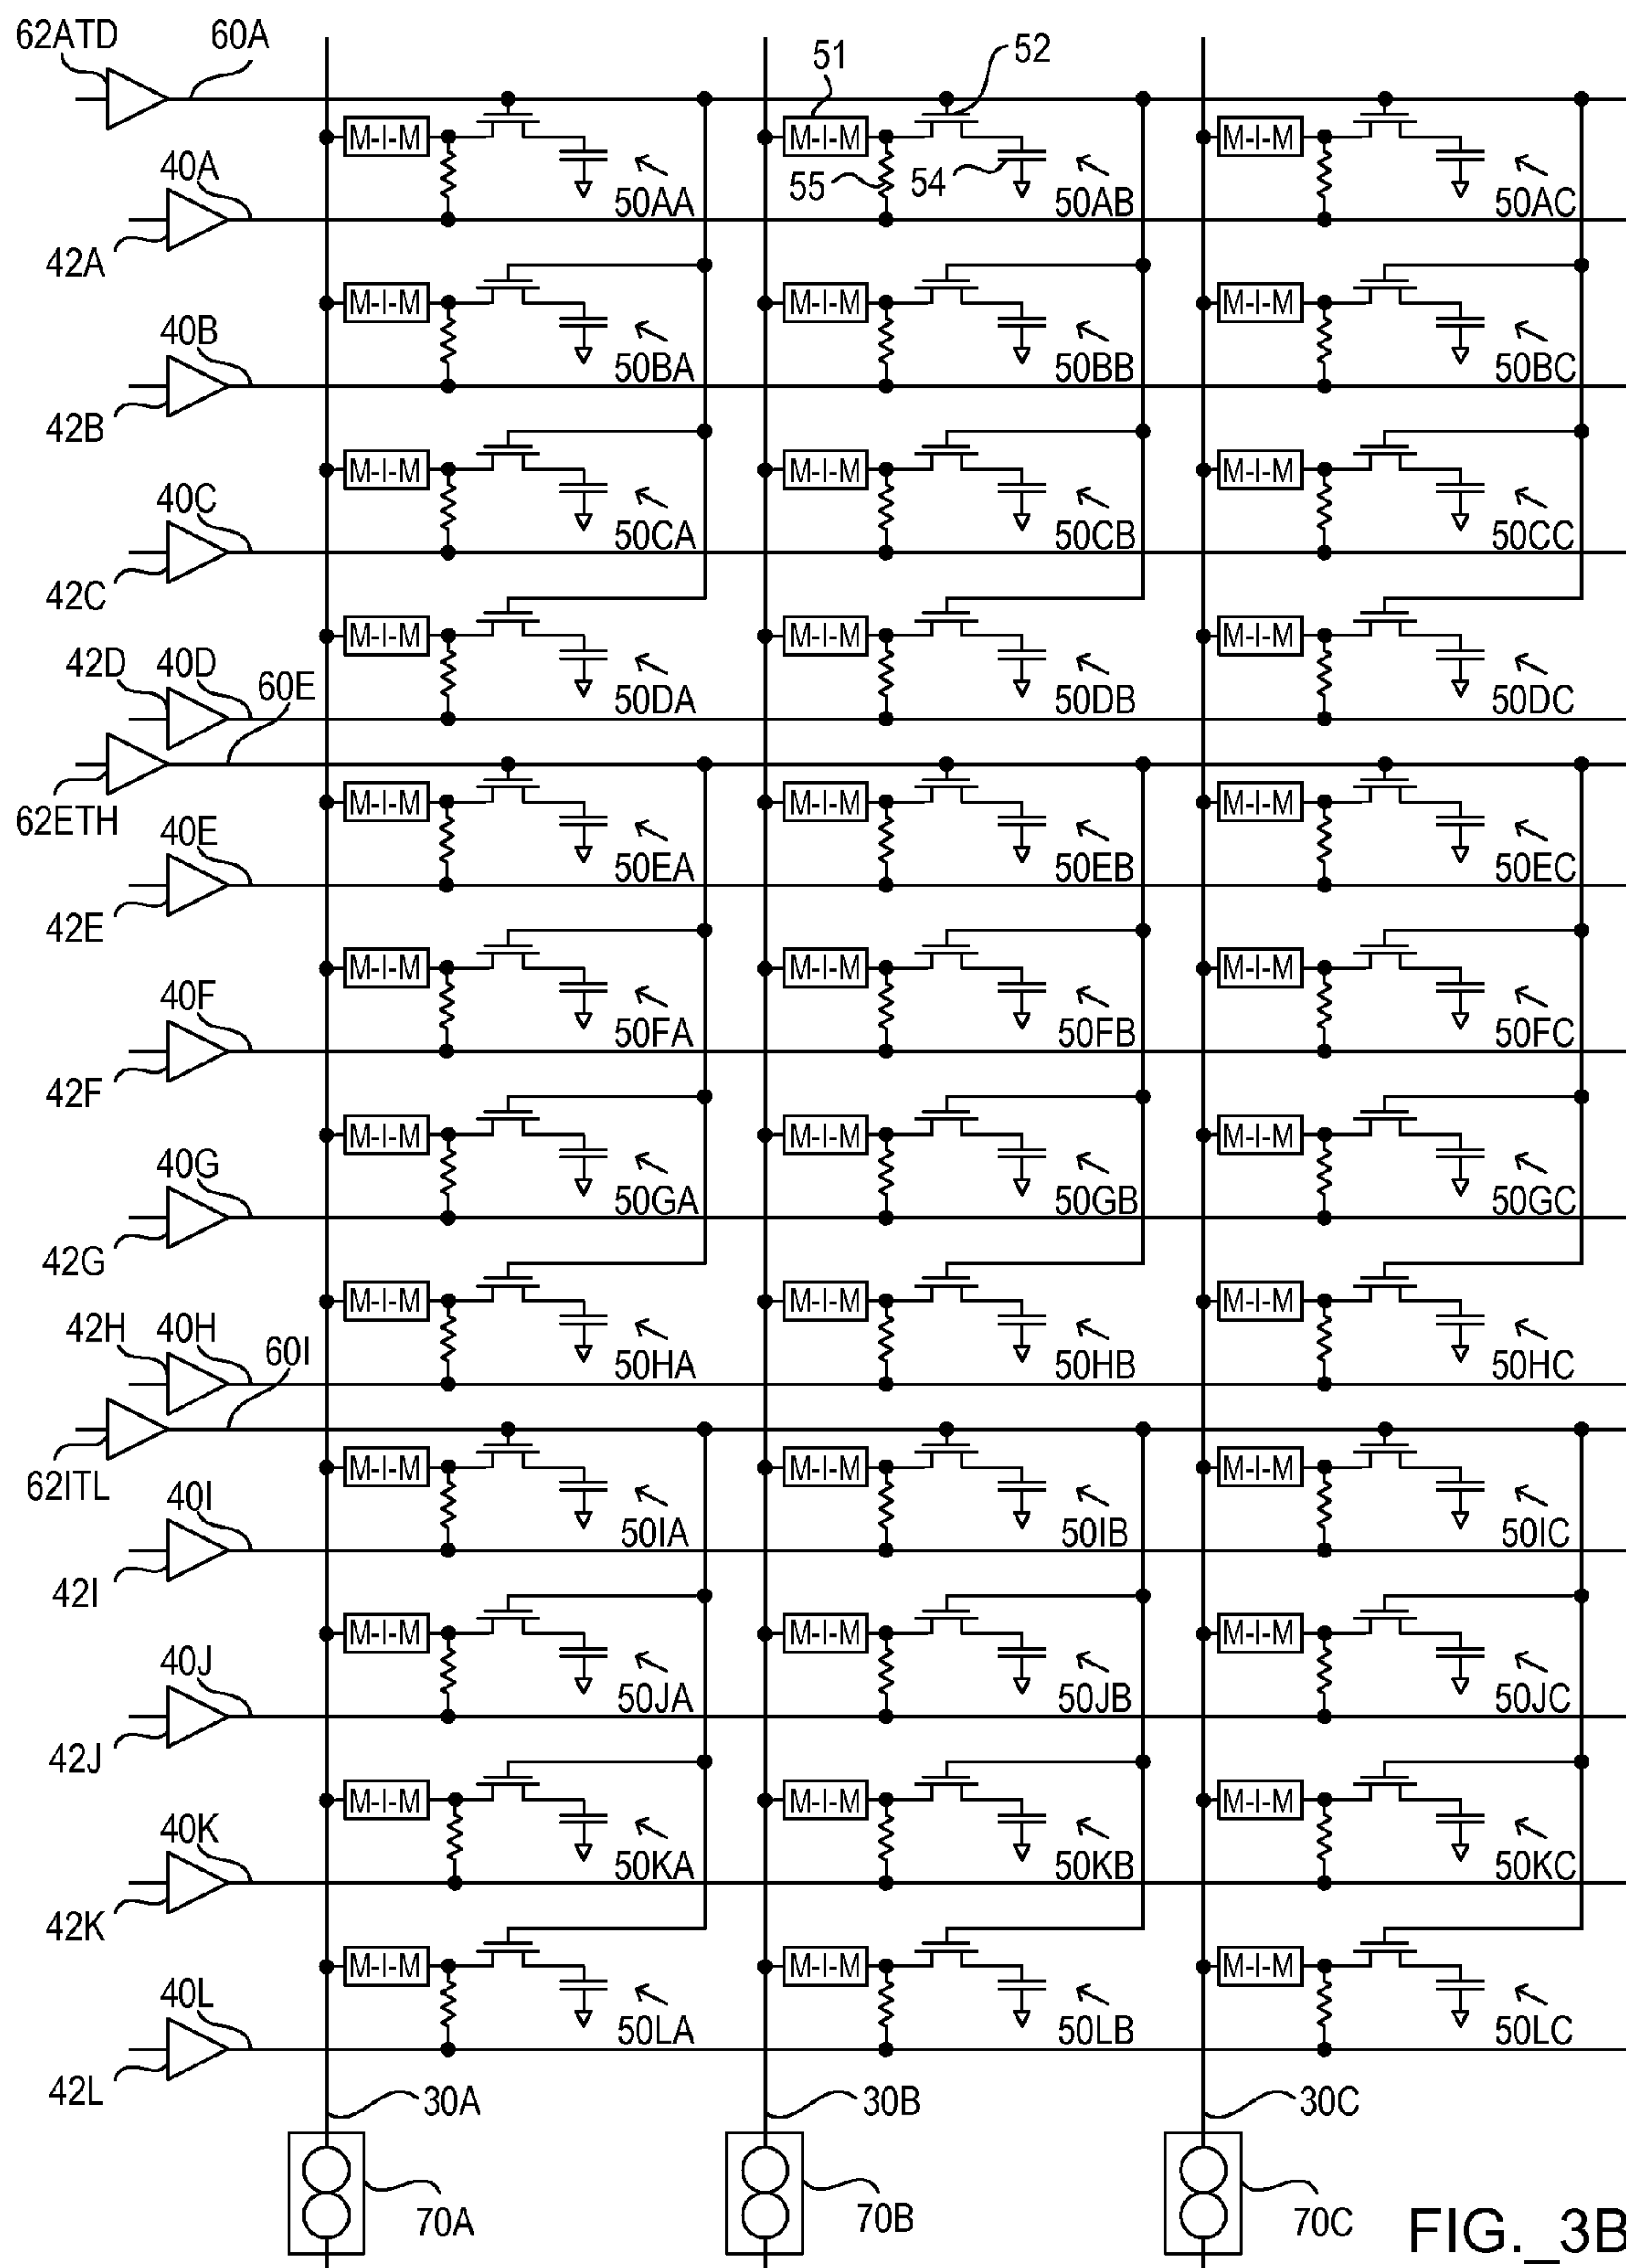 62ATD 60A 51 52
M-I-M M-I-M M-I-M
40A 55 54
50AA 50AB 50AC
42A
M-I-M M-I-M M-I-M
40B
50BA 50BB 50BC
42B
M-I-M M-I-M M-I-M
40C
50CA 50CB 50CC
42C
M-I-M M-I-M M-I-M
42D 40D 60E
50DA 50DB 50DC
M-I-M M-I-M M-I-M
62ETH
40E
50EA 50EB 50EC
42E
M-I-M M-I-M M-I-M
40F
50FA 50FB 50FC
42F
M-I-M M-I-M M-I-M
40G
50GA 50GB 50GC
42G
M-I-M M-I-M M-I-M
42H 40H 60I
50HA 50HB 50HC
M-I-M M-I-M M-I-M
62ITL
40I
50IA 50IB 50IC
42I
M-I-M M-I-M M-I-M
40J
50JA 50JB 50JC
42J
M-I-M M-I-M M-I-M
40K
50KA 50KB 50KC
42K
M-I-M M-I-M M-I-M
40L
50LA 50LB 50LC
42L
30A 30B 30C
70A 70B 70C
FIG._3B